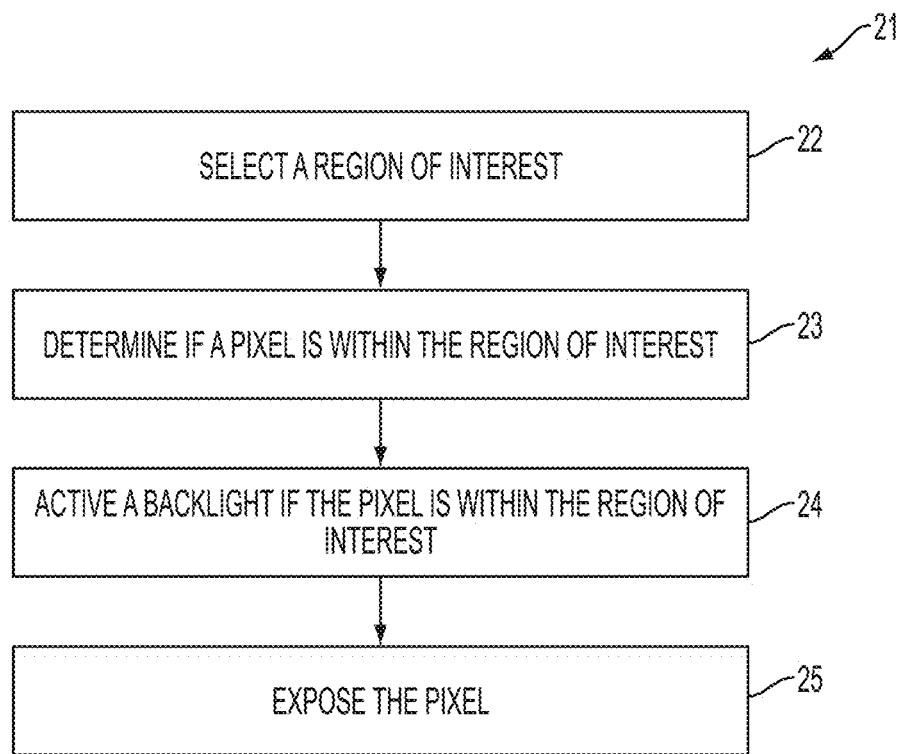 21
SELECT A REGION OF INTEREST
22
DETERMINE IF A PIXEL IS WITHIN THE REGION OF INTEREST
23
ACTIVE A BACKLIGHT IF THE PIXEL IS WITHIN THE REGION OF
INTEREST
24
EXPOSE THE PIXEL
25